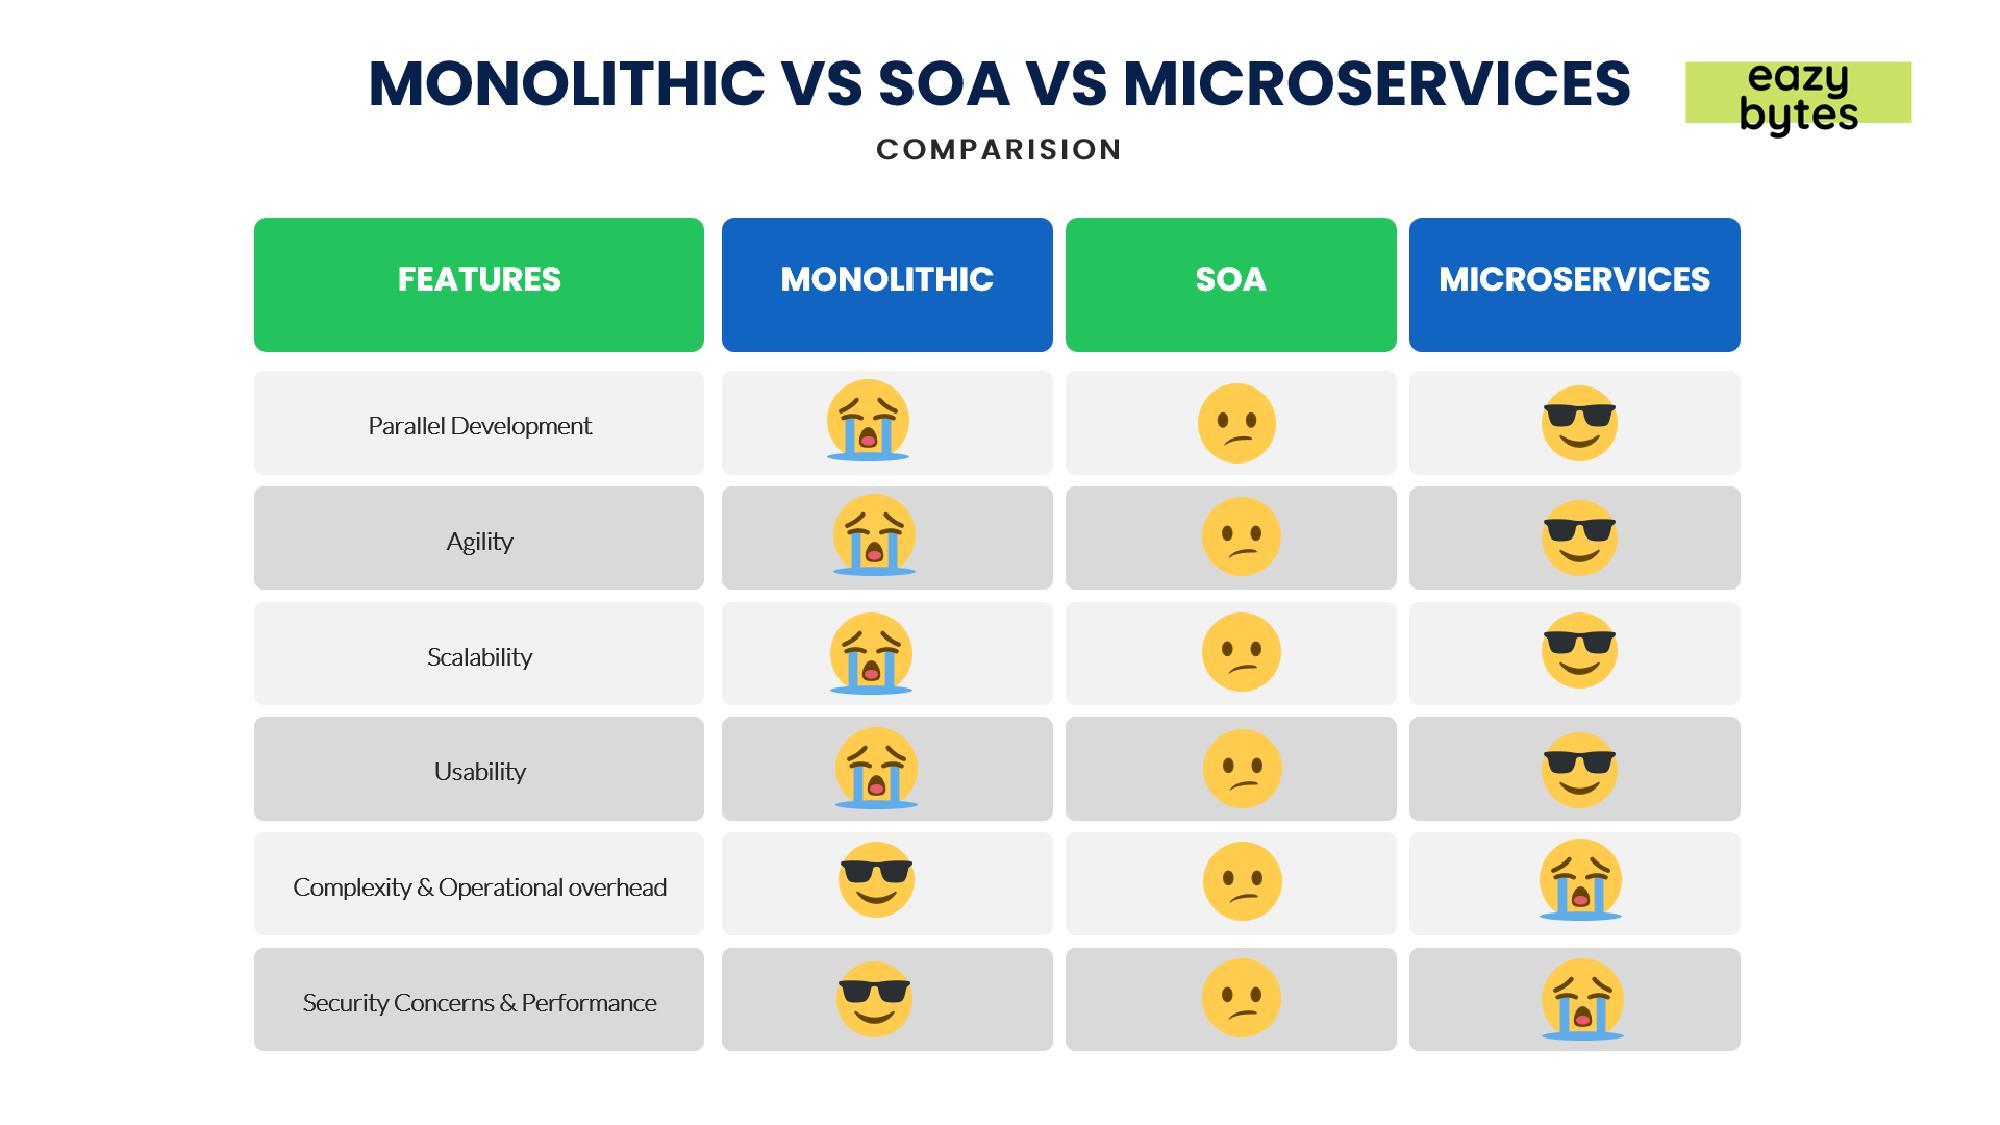 MONOLITHIC VS SOA VS MICROSERVICES
eazy
bytes
COMPARISION
FEATURES MONOLITHIC SOA MICROSERVICES
Parallel Development
Agility
Scalability
Usability
Complexity & Operational overhead
Security Concerns & Performance